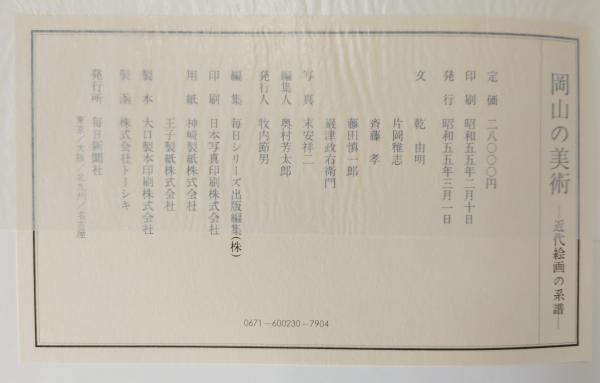 岡山の美術 ―近代絵画の系譜―
定価 二八〇〇〇円
印刷 昭和五五年二月十日
発行 昭和五五年三月一日
文 乾 由明
片岡雅志
齊藤 孝
藤田慎一郎
巌津政右衛門
写真 末安祥二
編集人 奥村芳太郎
発行人 牧内節男
編集 毎日シリーズ出版編集(株)
印刷 日本写真印刷株式会社
用紙 神崎製紙株式会社
王子製紙株式会社
製本 大口製本印刷株式会社
製函 株式会社トーシキ
発行所 毎日新聞社
東京/大阪/北九州/名古屋
0671-600230-7904